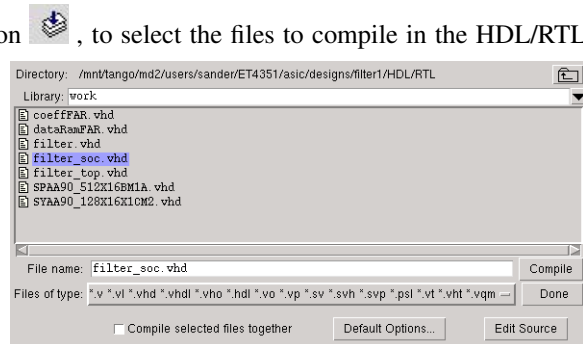 on , to select the files to compile in the HDL/RTL
Directory: /mnt/tango/md2/users/sander/ET4351/asic/designs/filter1/HDL/RTL
Library: work
coeffFAR.vhd
dataRamFAR.vhd
filter.vhd
filter_soc.vhd
filter_top.vhd
SPAA90_512X16BM1A.vhd
SYAA90_128X16X1CM2.vhd
File name: filter_soc.vhd Compile
Files of type: *.v *.vl *.vhd *.vhdl *.vho *.hdl *.vo *.vp *.sv *.svh *.svp *.psl *.vt *.vht *.vqm Done
Compile selected files together Default Options... Edit Source